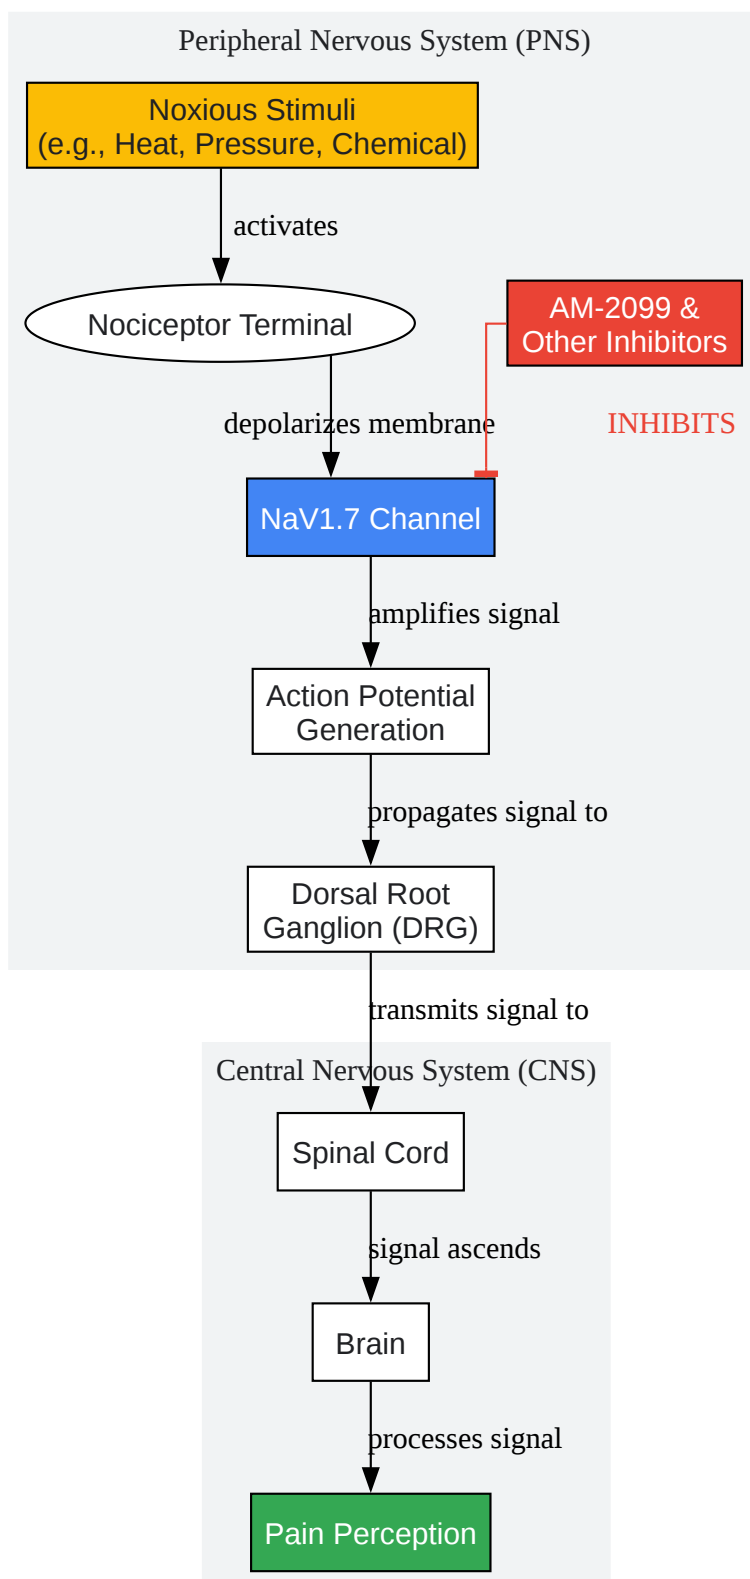 Peripheral Nervous System (PNS)
Noxious Stimuli
(e.g., Heat, Pressure, Chemical)
activates
Nociceptor Terminal
AM-2099 &
Other Inhibitors
depolarizes membrane
INHIBITS
NaV1.7 Channel
amplifies signal
Action Potential
Generation
propagates signal to
Dorsal Root
Ganglion (DRG)
transmits signal to
Central Nervous System (CNS)
Spinal Cord
signal ascends
Brain
processes signal
Pain Perception